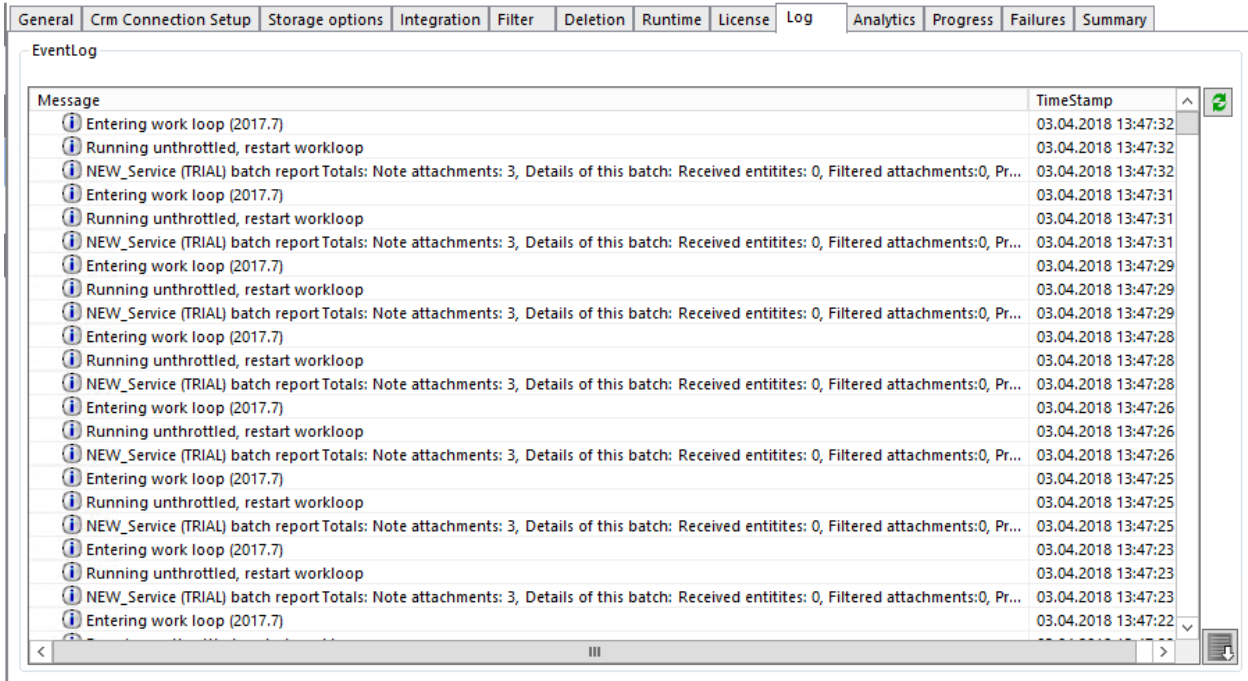 General Crm Connection Setup Storage options Integration Filter Deletion Runtime License Log Analytics Progress Failures Summary
EventLog
Message TimeStamp
Entering work loop (2017.7) 03.04.2018 13:47:32
Running unthrottled, restart workloop 03.04.2018 13:47:32
NEW_Service (TRIAL) batch report Totals: Note attachments: 3, Details of this batch: Received entitites: 0, Filtered attachments:0, Pr... 03.04.2018 13:47:32
Entering work loop (2017.7) 03.04.2018 13:47:31
Running unthrottled, restart workloop 03.04.2018 13:47:31
NEW_Service (TRIAL) batch report Totals: Note attachments: 3, Details of this batch: Received entitites: 0, Filtered attachments:0, Pr... 03.04.2018 13:47:31
Entering work loop (2017.7) 03.04.2018 13:47:29
Running unthrottled, restart workloop 03.04.2018 13:47:29
NEW_Service (TRIAL) batch report Totals: Note attachments: 3, Details of this batch: Received entitites: 0, Filtered attachments:0, Pr... 03.04.2018 13:47:29
Entering work loop (2017.7) 03.04.2018 13:47:28
Running unthrottled, restart workloop 03.04.2018 13:47:28
NEW_Service (TRIAL) batch report Totals: Note attachments: 3, Details of this batch: Received entitites: 0, Filtered attachments:0, Pr... 03.04.2018 13:47:28
Entering work loop (2017.7) 03.04.2018 13:47:26
Running unthrottled, restart workloop 03.04.2018 13:47:26
NEW_Service (TRIAL) batch report Totals: Note attachments: 3, Details of this batch: Received entitites: 0, Filtered attachments:0, Pr... 03.04.2018 13:47:26
Entering work loop (2017.7) 03.04.2018 13:47:25
Running unthrottled, restart workloop 03.04.2018 13:47:25
NEW_Service (TRIAL) batch report Totals: Note attachments: 3, Details of this batch: Received entitites: 0, Filtered attachments:0, Pr... 03.04.2018 13:47:25
Entering work loop (2017.7) 03.04.2018 13:47:23
Running unthrottled, restart workloop 03.04.2018 13:47:23
NEW_Service (TRIAL) batch report Totals: Note attachments: 3, Details of this batch: Received entitites: 0, Filtered attachments:0, Pr... 03.04.2018 13:47:23
Entering work loop (2017.7) 03.04.2018 13:47:22